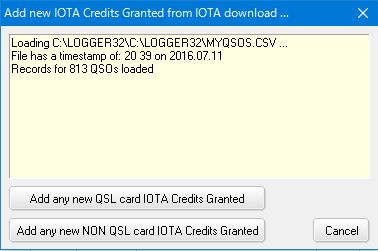 Add new IOTA Credits Granted from IOTA download ...
Loading C:\LOGGER32\C:\LOGGER32\MYQSOS.CSV ...
File has a timestamp of: 20 39 on 2016.07.11
Records for 813 QSOs loaded
Add any new QSL card IOTA Credits Granted
Add any new NON QSL card IOTA Credits Granted
Cancel